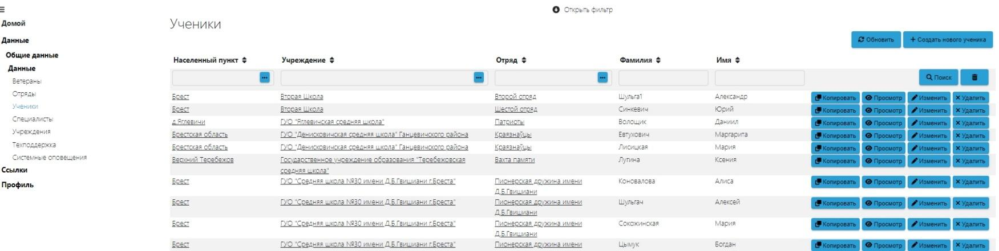 Открыть фильтр
Домой
Ученики
Данные
Обновить
+ Создать нового ученика
Общие данные
Данные
Ветераны
Отряды
Ученики
Специалисты
Учреждения
Техподдержка
Системные оповещения
Ссылки
Профиль
Населенный пункт Учреждение Отряд Фамилия Имя
... ... ... Поиск
Брест Вторая Школа Второй отряд Шульга1 Александр Копировать Просмотр Изменить × Удалить
Брест Вторая Школа Шестой отряд Синкевич Юрий Копировать Просмотр Изменить × Удалить
д.Яглевичи ГУО "Яглевичская средняя школа" Патриоты Волощик Даниил Копировать Просмотр Изменить × Удалить
Брестская область ГУО "Денисковичская средняя школа" Ганцевичского района Краязнаўцы Евтухович Маргарита Копировать Просмотр Изменить × Удалить
Брестская область ГУО "Денисковичская средняя школа" Ганцевичского района Краязнаўцы Лисицкая Мария Копировать Просмотр Изменить × Удалить
Верхний Теребежов Государственное учреждение образования "Теребежовская Вахта памяти Лугина Ксения Копировать Просмотр Изменить × Удалить
средняя школа"
Брест ГУО "Средняя школа №30 имени Д.Б.Гвишиани г.Бреста" Пионерская дружина имени Коновалова Алиса Копировать Просмотр Изменить × Удалить
Д.Б.Гвишиани
Брест ГУО "Средняя школа №30 имени Д.Б.Гвишиани г.Бреста" Пионерская дружина имени Шульгач Алексей Копировать Просмотр Изменить × Удалить
Д.Б.Гвишиани
Брест ГУО "Средняя школа №30 имени Д.Б.Гвишиани г.Бреста" Пионерская дружина имени Сокожинская Мария Копировать Просмотр Изменить × Удалить
Д.Б.Гвишиани
Брест ГУО "Средняя школа №30 имени Д.Б.Гвишиани г.Бреста" Пионерская дружина имени Цымук Богдан Копировать Просмотр Изменить × Удалить